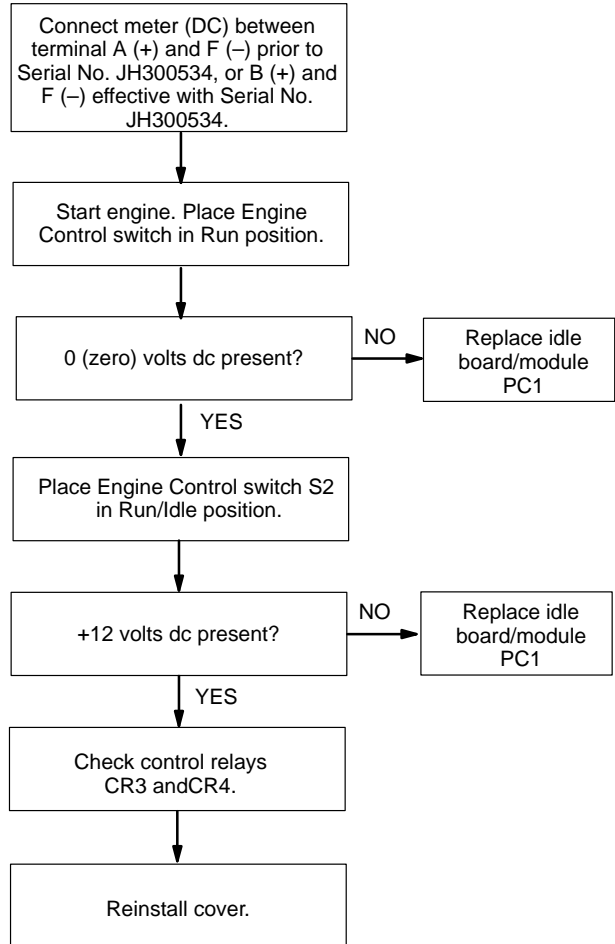 Connect meter (DC) between
terminal A (+) and F (–) prior to
Serial No. JH300534, or B (+) and
F (–) effective with Serial No.
JH300534.
Start engine. Place Engine
Control switch in Run position.
0 (zero) volts dc present?
NO
Replace idle
board/module
PC1
YES
Place Engine Control switch S2
in Run/Idle position.
+12 volts dc present?
NO
Replace idle
board/module
PC1
YES
Check control relays
CR3 andCR4.
Reinstall cover.